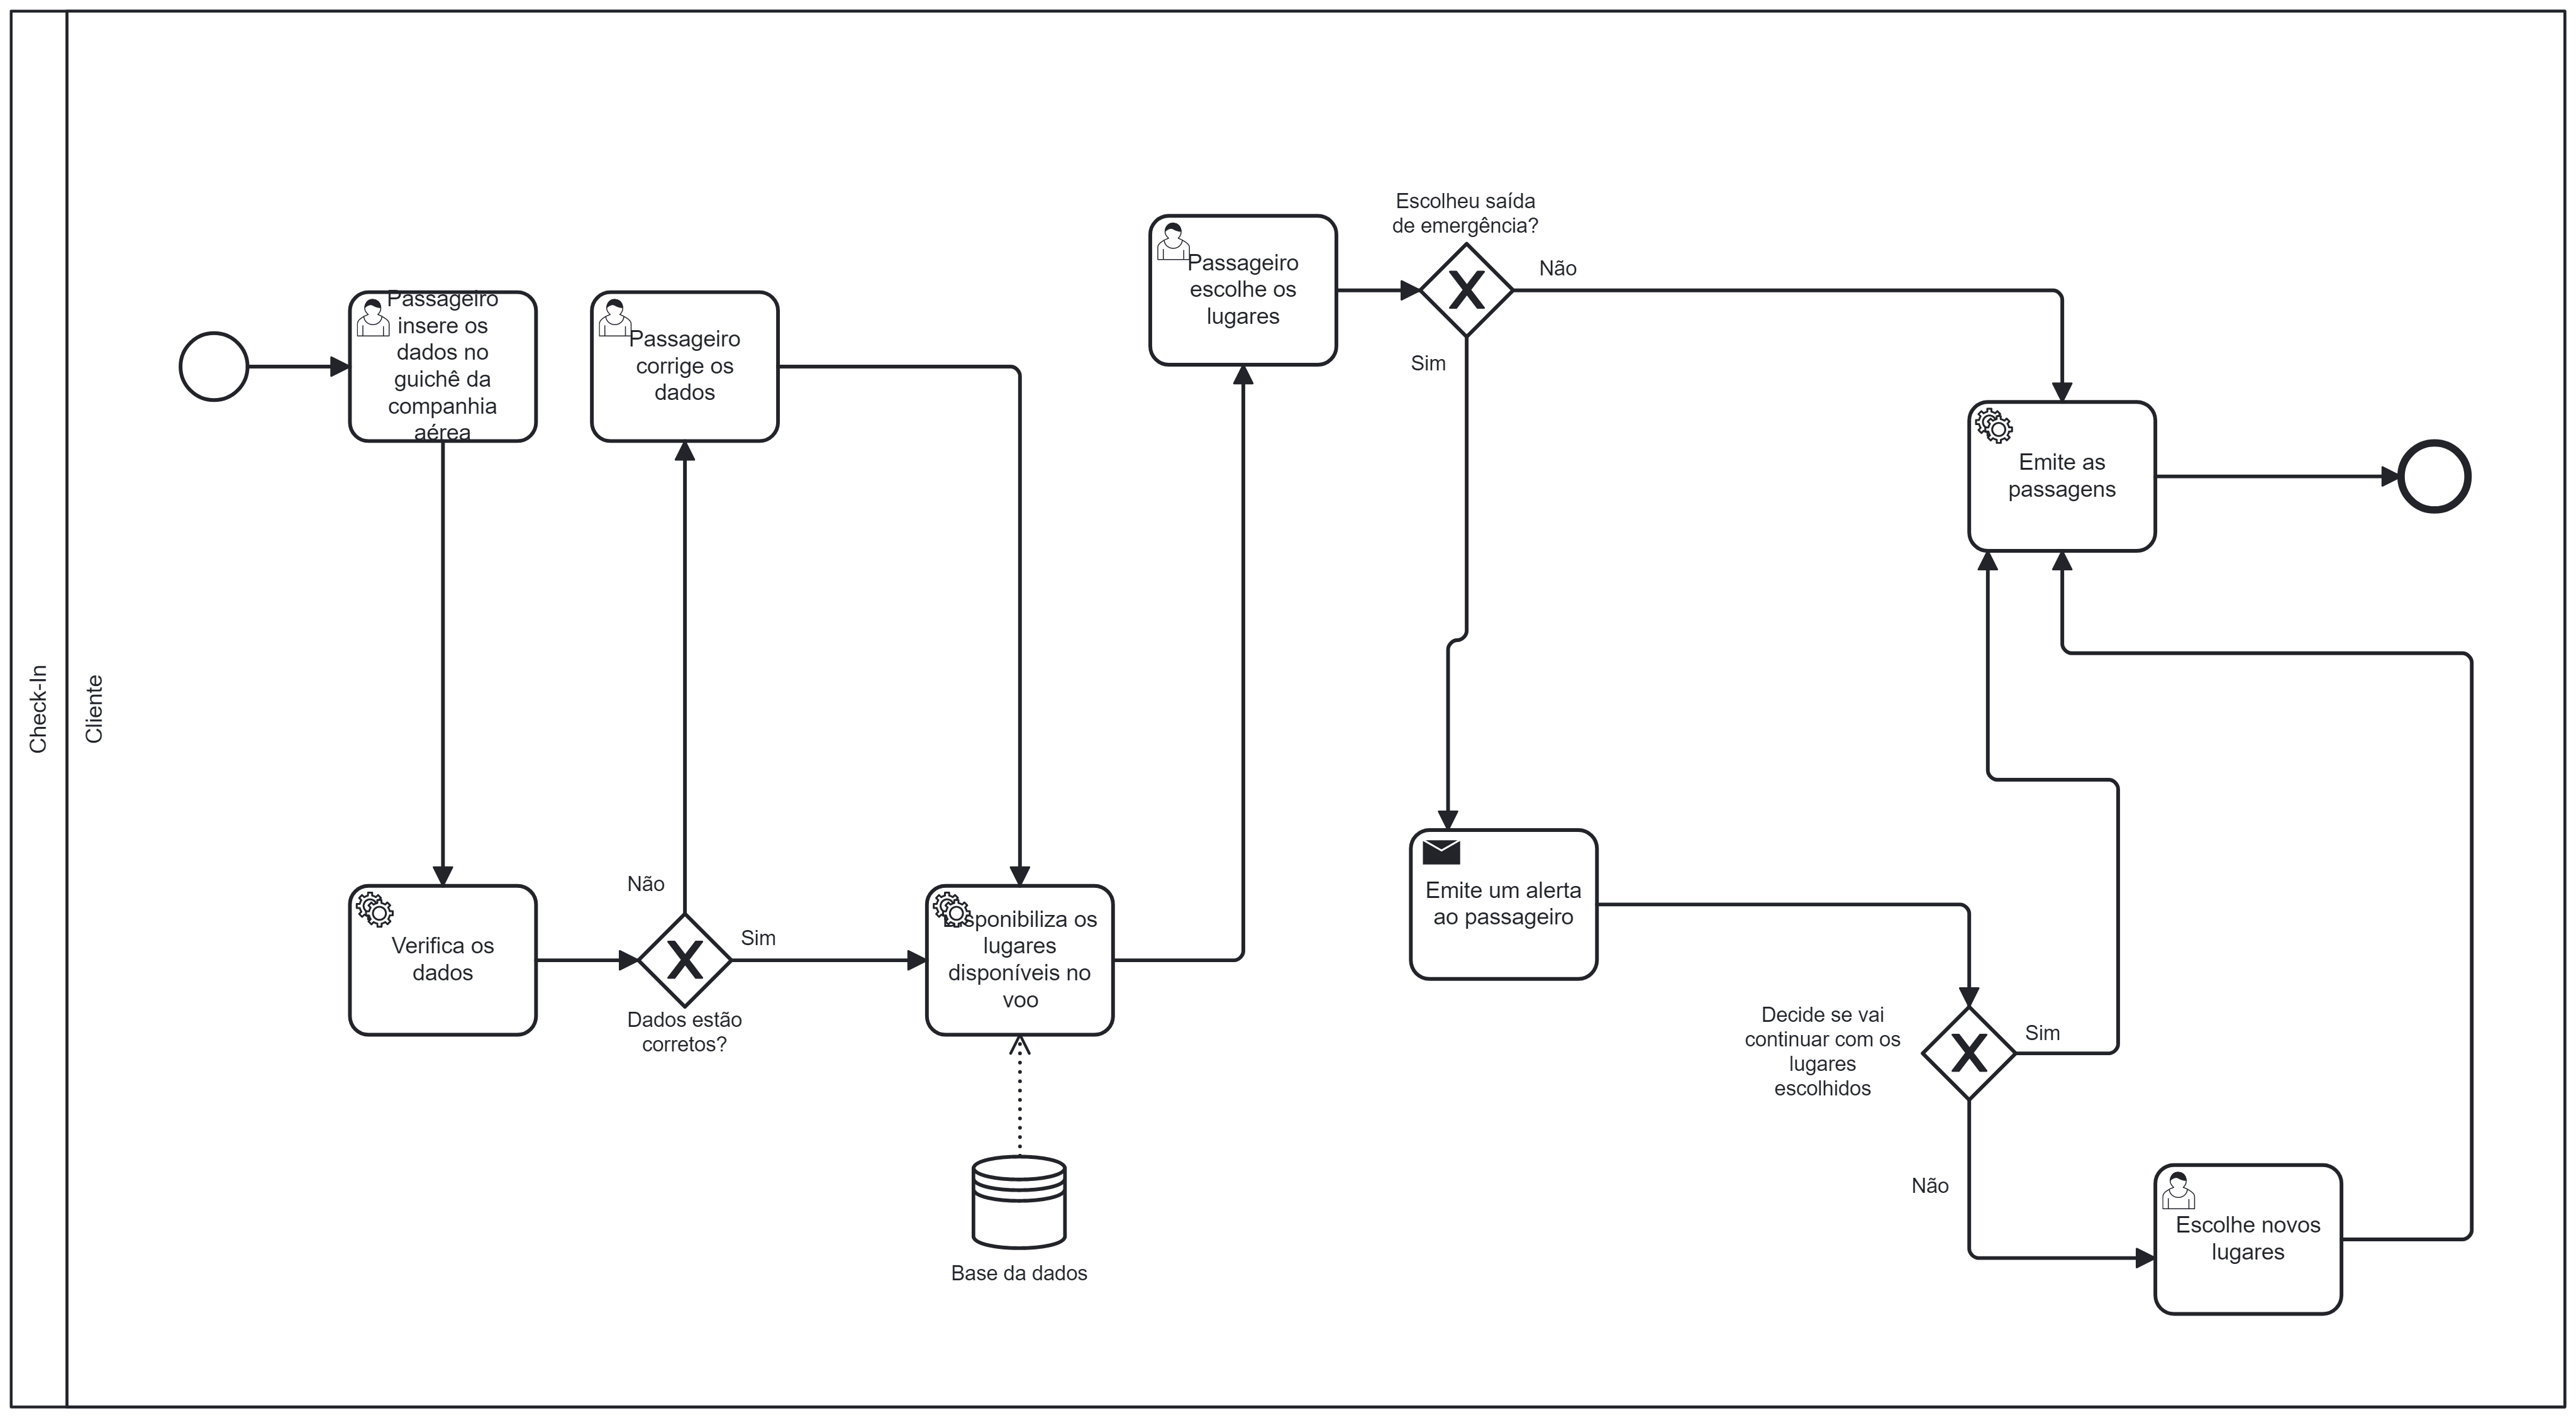 Check-In
Cliente
Passageiro
insere os
dados no
guichê da
companhia
aérea
Passageiro
corrige os
dados
Passageiro
escolhe os
lugares
Escolheu saída
de emergência?
Não
Sim
Emite as
passagens
Verifica os
dados
Não
Sim
Dados estão
corretos?
Disponibiliza os
lugares
disponíveis no
voo
Base da dados
Emite um alerta
ao passageiro
Decide se vai
continuar com os
lugares
escolhidos
Sim
Não
Escolhe novos
lugares